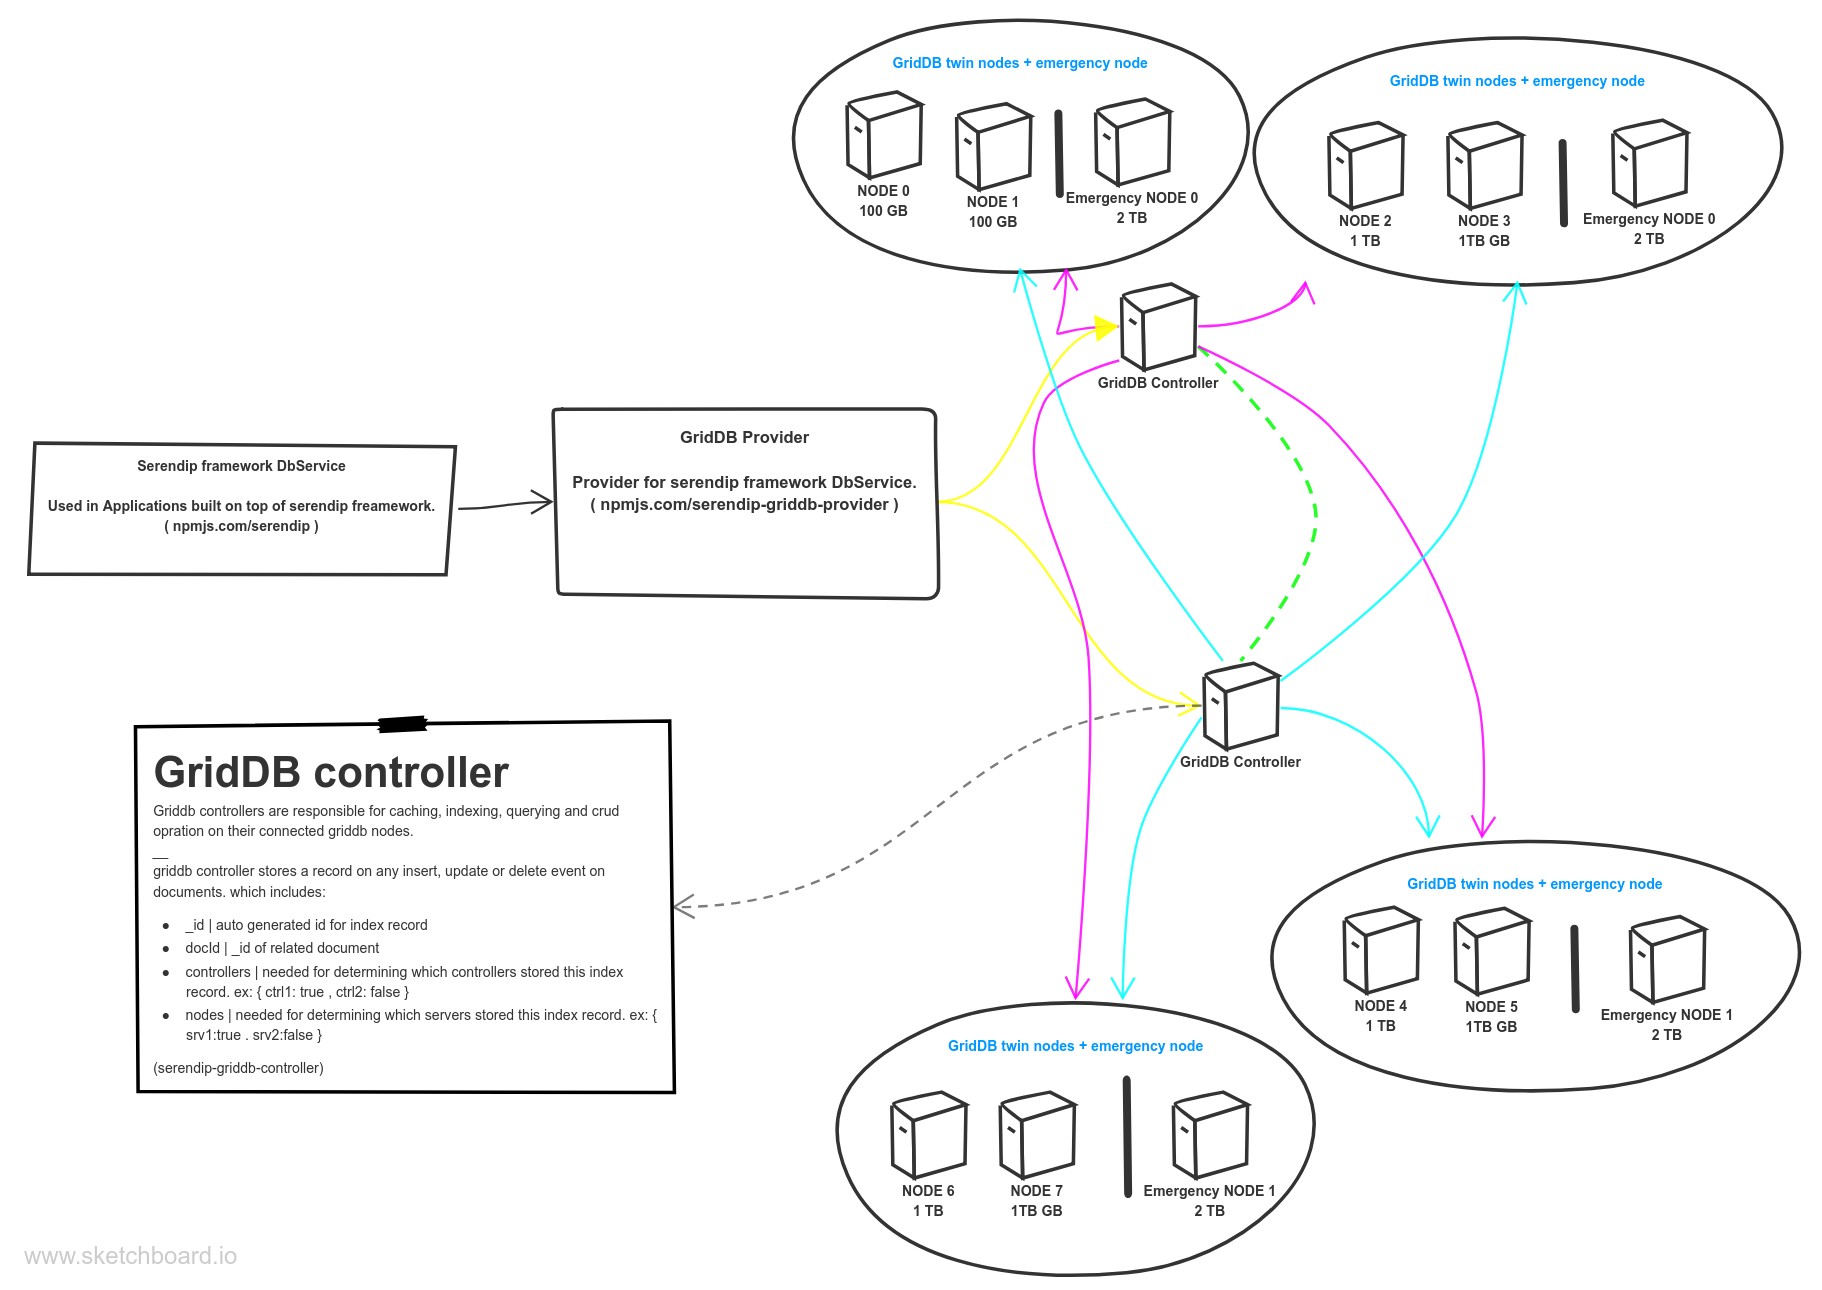 GridDB twin nodes + emergency node
NODE 0
100 GB
NODE 1
100 GB
Emergency NODE 0
2 TB
GridDB twin nodes + emergency node
NODE 2
1 TB
NODE 3
1TB GB
Emergency NODE 0
2 TB
GridDB Controller
Serendip framework DbService
Used in Applications built on top of serendip freamework.
( npmjs.com/serendip )
GridDB Provider
Provider for serendip framework DbService.
( npmjs.com/serendip-griddb-provider )
GridDB Controller
GridDB controller
Griddb controllers are responsible for caching, indexing, querying and crud
opration on their connected griddb nodes.
__
griddb controller stores a record on any insert, update or delete event on
documents. which includes:
● _id | auto generated id for index record
● docId | _id of related document
● controllers | needed for determining which controllers stored this index
record. ex: { ctrl1: true , ctrl2: false }
● nodes | needed for determining which servers stored this index record. ex: {
srv1:true . srv2:false }
(serendip-griddb-controller)
GridDB twin nodes + emergency node
NODE 4
1 TB
NODE 5
1TB GB
Emergency NODE 1
2 TB
GridDB twin nodes + emergency node
NODE 6
1 TB
NODE 7
1TB GB
Emergency NODE 1
2 TB
www.sketchboard.io